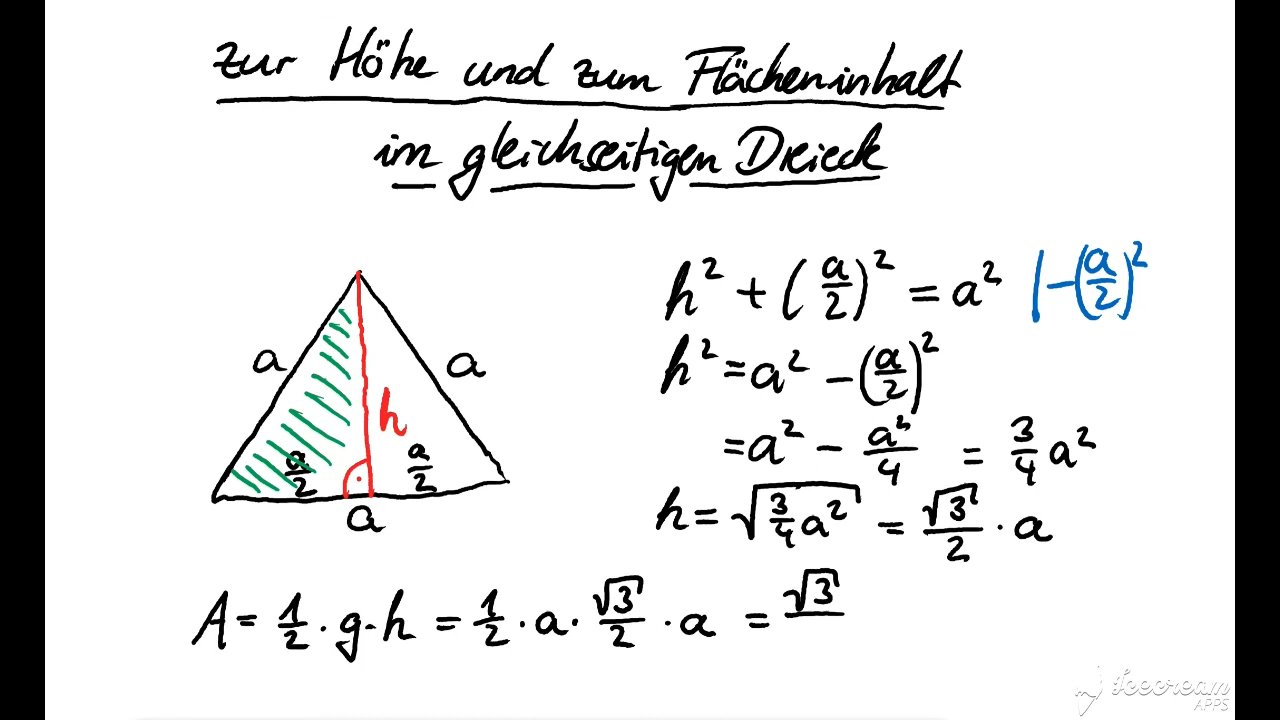 zur Höhe und zum Flächeninhalt
im gleichseitigen Dreieck
h² + (a/2)² = a² | -(a/2)²
h² = a² - (a/2)²
= a² - a²/4 = 3/4 a²
h = √(3/4 a²) = √3/2 · a
a
a
h
a/2
a/2
a
A = 1/2 · g · h = 1/2 · a · √3/2 · a = √3
Icecream
APPS